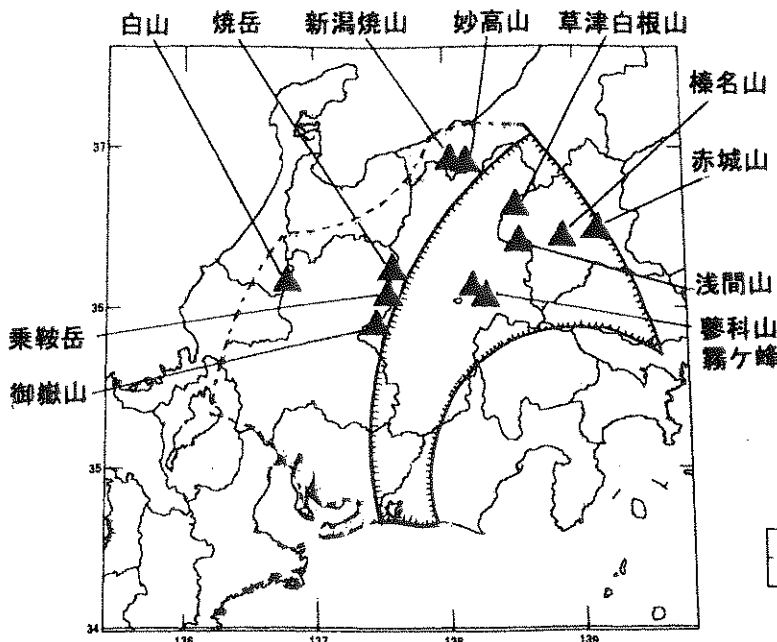 白山
焼岳
新潟焼山
妙高山
草津白根山
榛名山
赤城山
浅間山
蓼科山
霧ケ峰
乗鞍岳
御嶽山
37
35
35
34
136
137
138
139